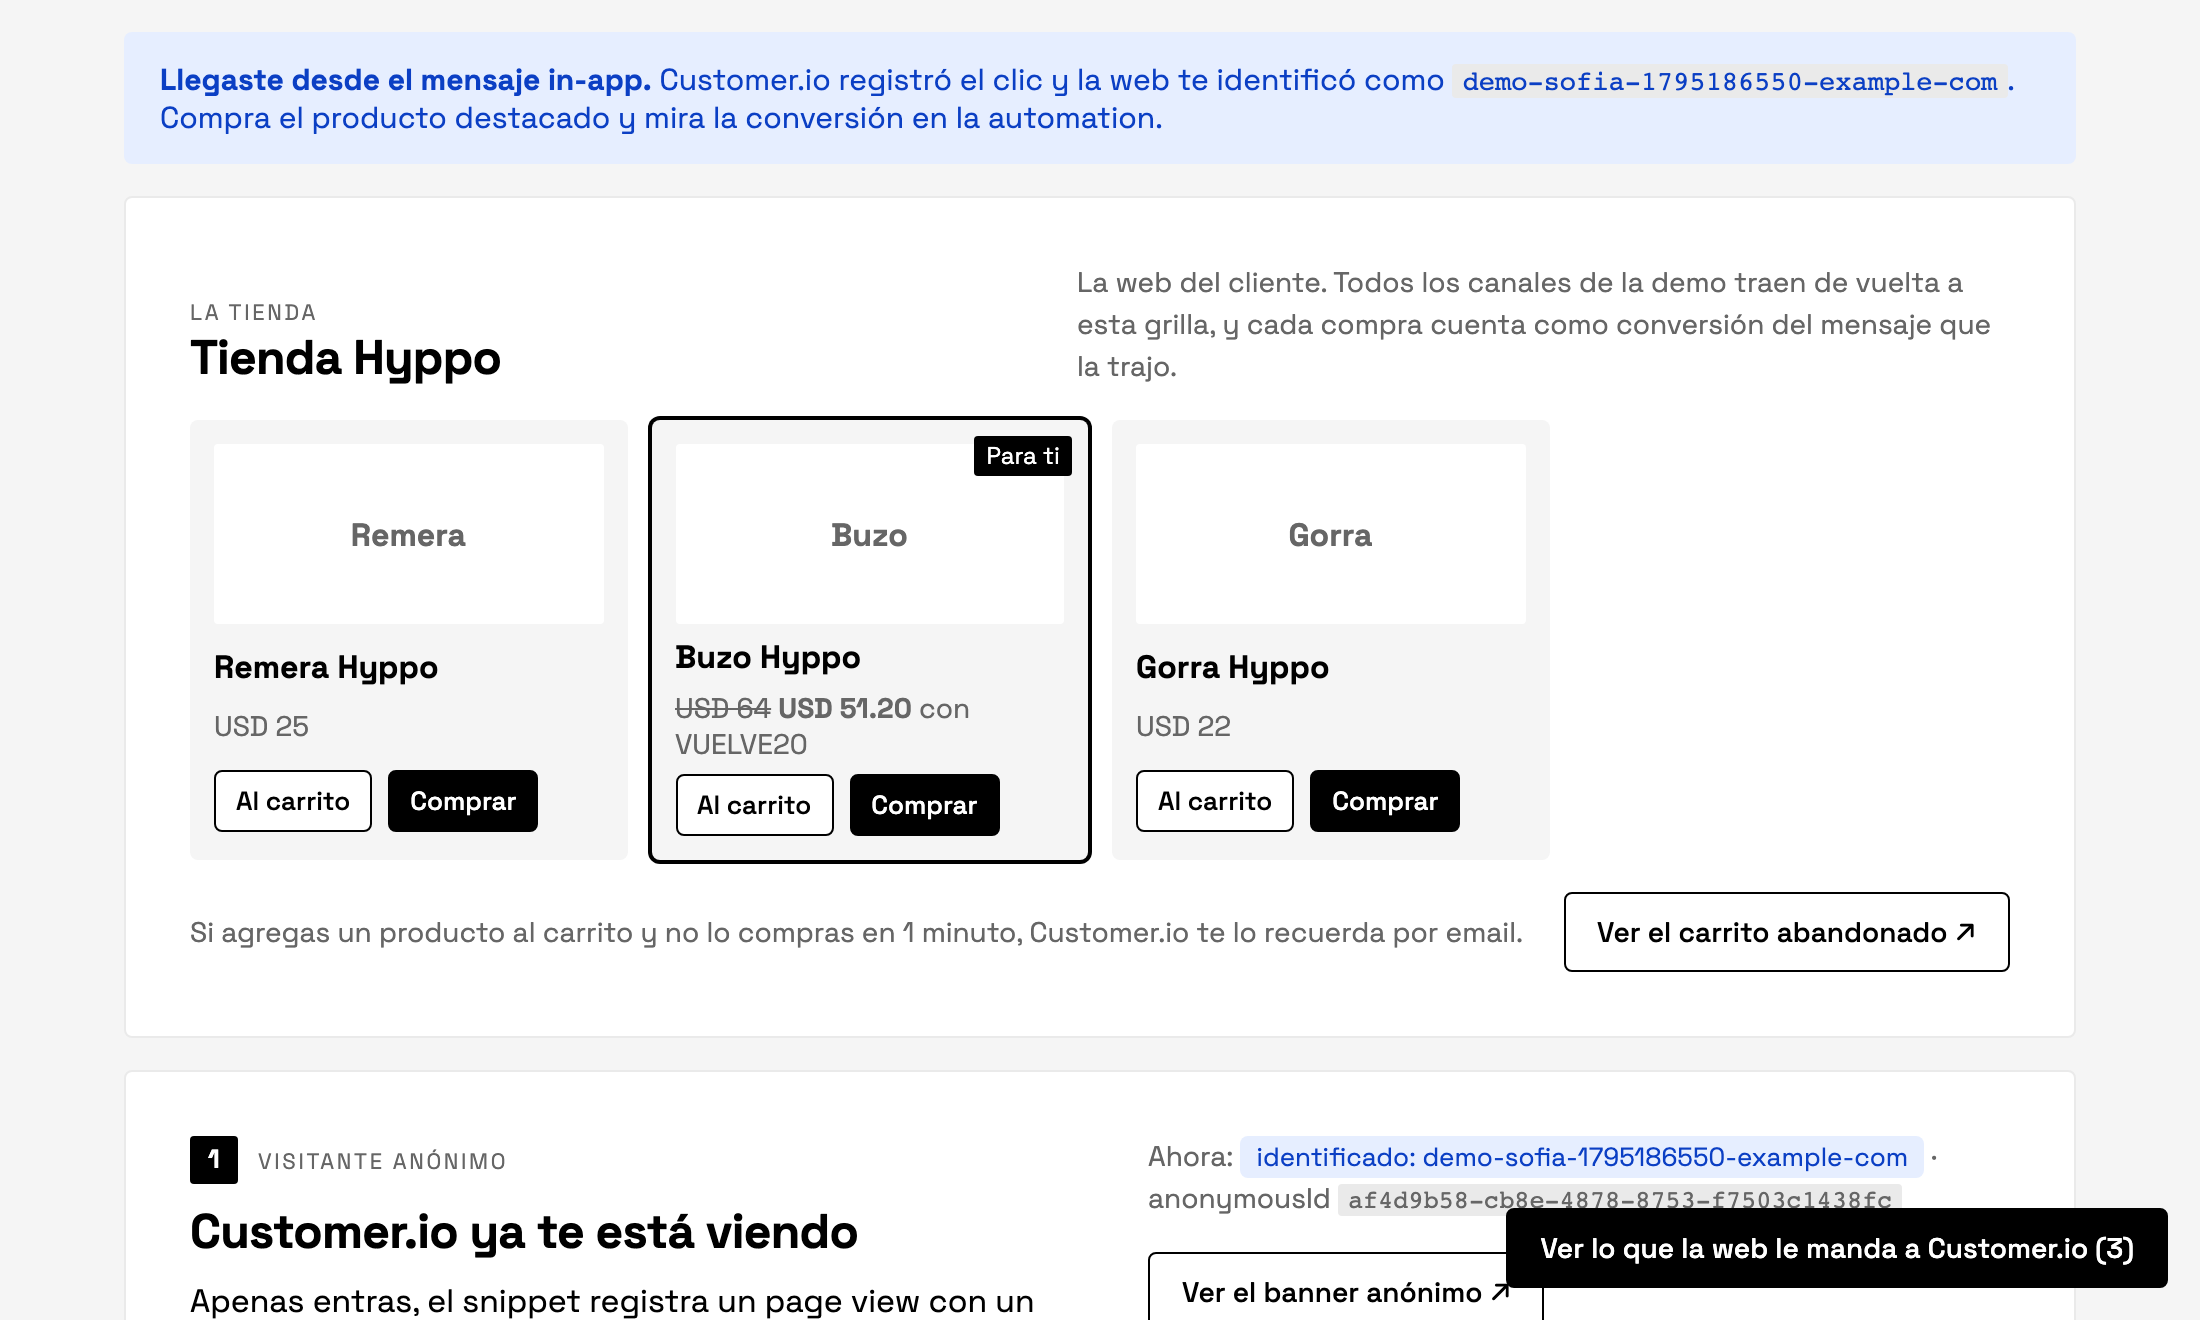 Llegaste desde el mensaje in-app. Customer.io registró el clic y la web te identificó como demo-sofia-1795186550-example-com.
Compra el producto destacado y mira la conversión en la automation.
LA TIENDA
Tienda Hyppo
La web del cliente. Todos los canales de la demo traen de vuelta a
esta grilla, y cada compra cuenta como conversión del mensaje que
la trajo.
Remera
Remera Hyppo
USD 25
Al carrito Comprar
Para ti
Buzo
Buzo Hyppo
USD 64 USD 51.20 con
VUELVE20
Al carrito Comprar
Gorra
Gorra Hyppo
USD 22
Al carrito Comprar
Si agregas un producto al carrito y no lo compras en 1 minuto, Customer.io te lo recuerda por email.
Ver el carrito abandonado ↗
1 VISITANTE ANÓNIMO
Customer.io ya te está viendo
Apenas entras, el snippet registra un page view con un
Ahora: identificado: demo-sofia-1795186550-example-com ·
anonymousId af4d9b58-cb8e-4878-8753-f7503c1438fc
Ver el banner anónimo ↗
Ver lo que la web le manda a Customer.io (3)